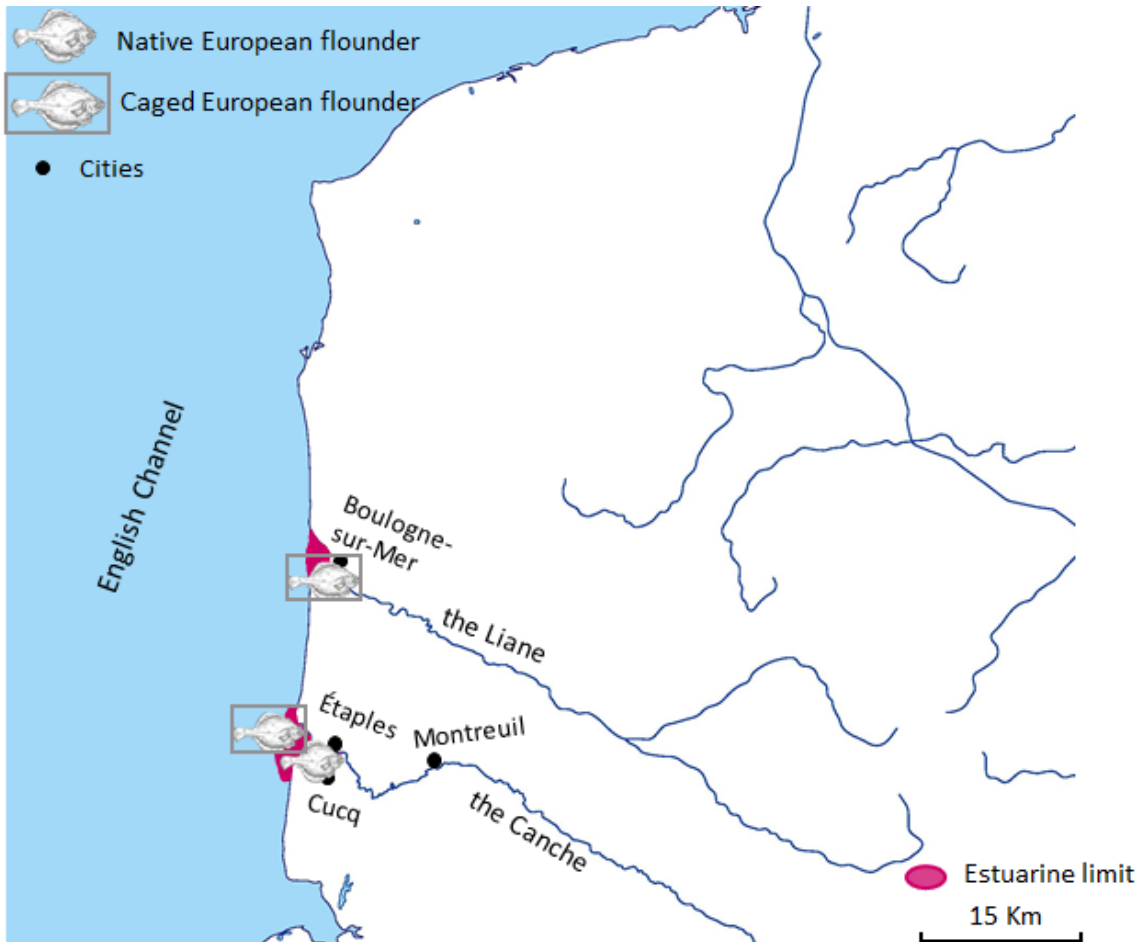 Native European flounder
Caged European flounder
Cities
English Channel
Boulogne-
sur-Mer
the Liane
Étaples
Montreuil
Cucq
the Canche
Estuarine limit
15 Km